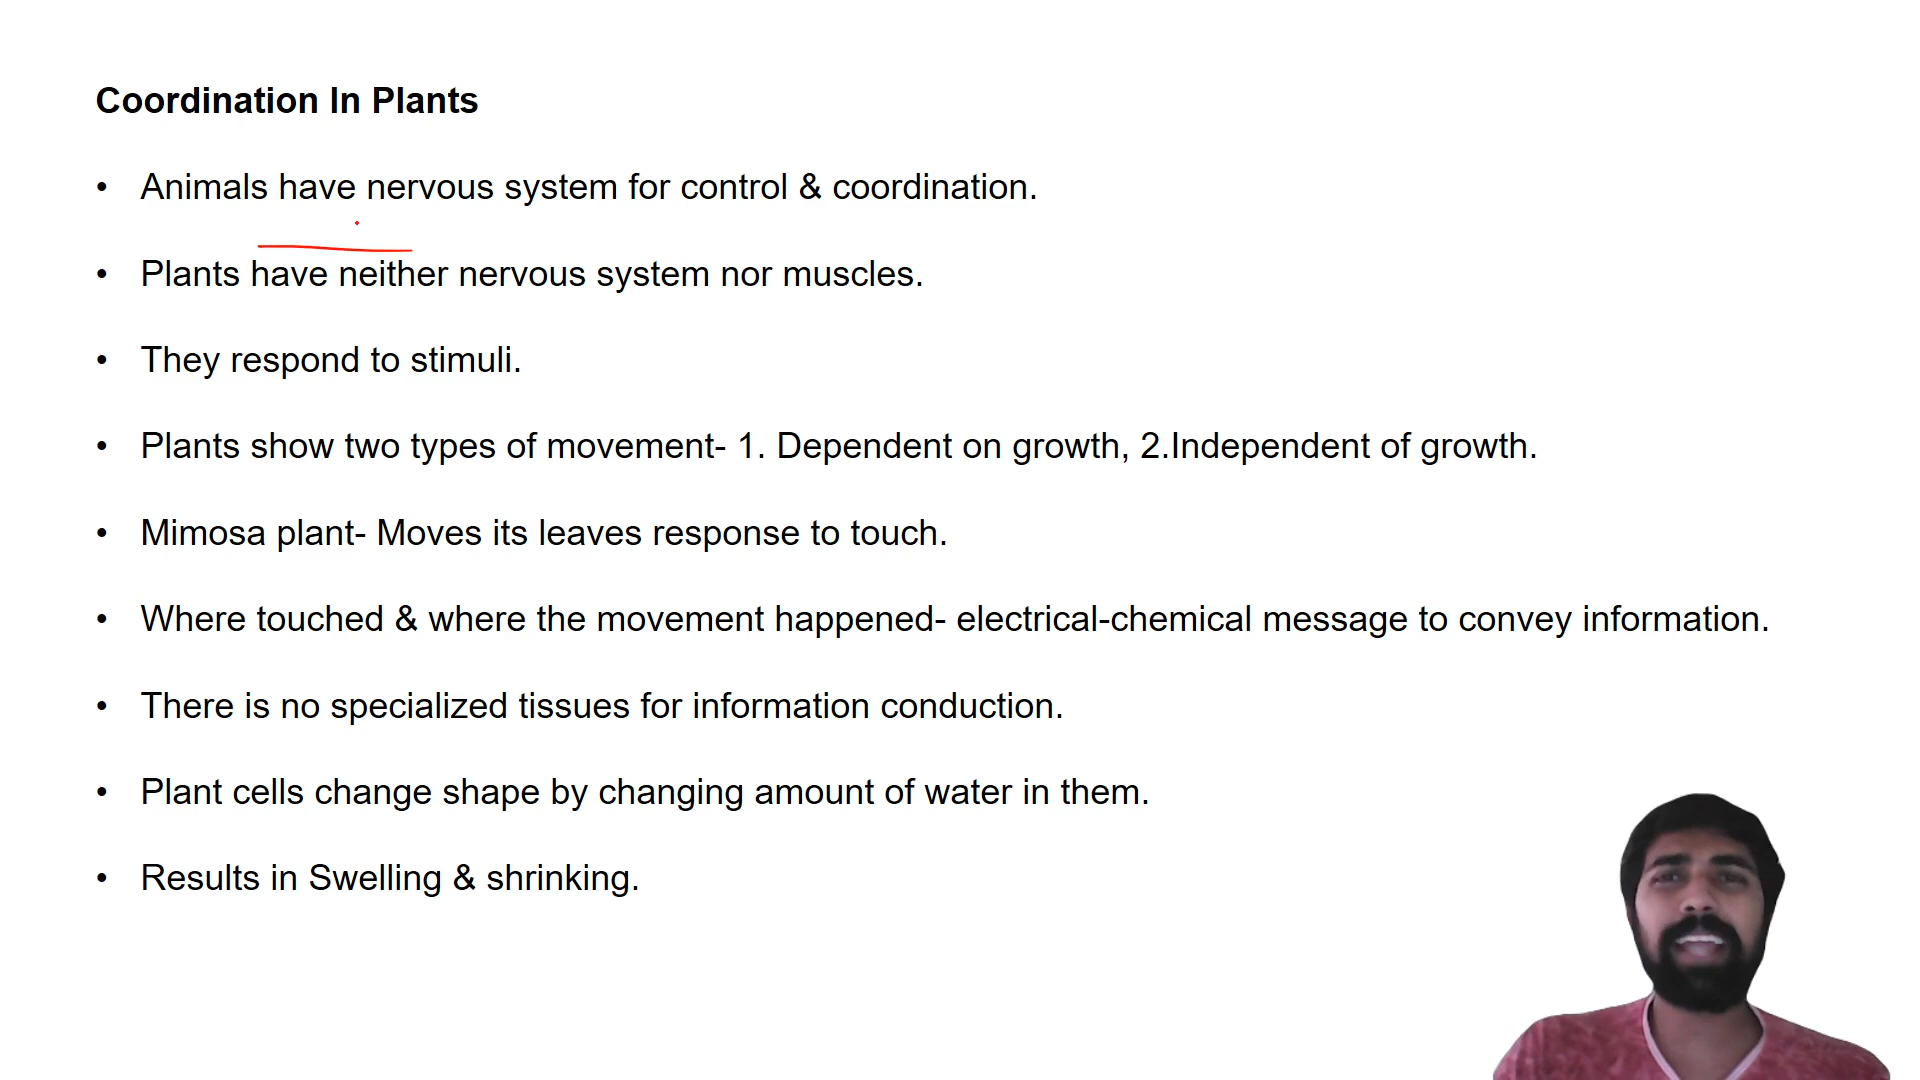 Coordination In Plants
• Animals have nervous system for control & coordination.
• Plants have neither nervous system nor muscles.
• They respond to stimuli.
• Plants show two types of movement- 1. Dependent on growth, 2.Independent of growth.
• Mimosa plant- Moves its leaves response to touch.
• Where touched & where the movement happened- electrical-chemical message to convey information.
• There is no specialized tissues for information conduction.
• Plant cells change shape by changing amount of water in them.
• Results in Swelling & shrinking.